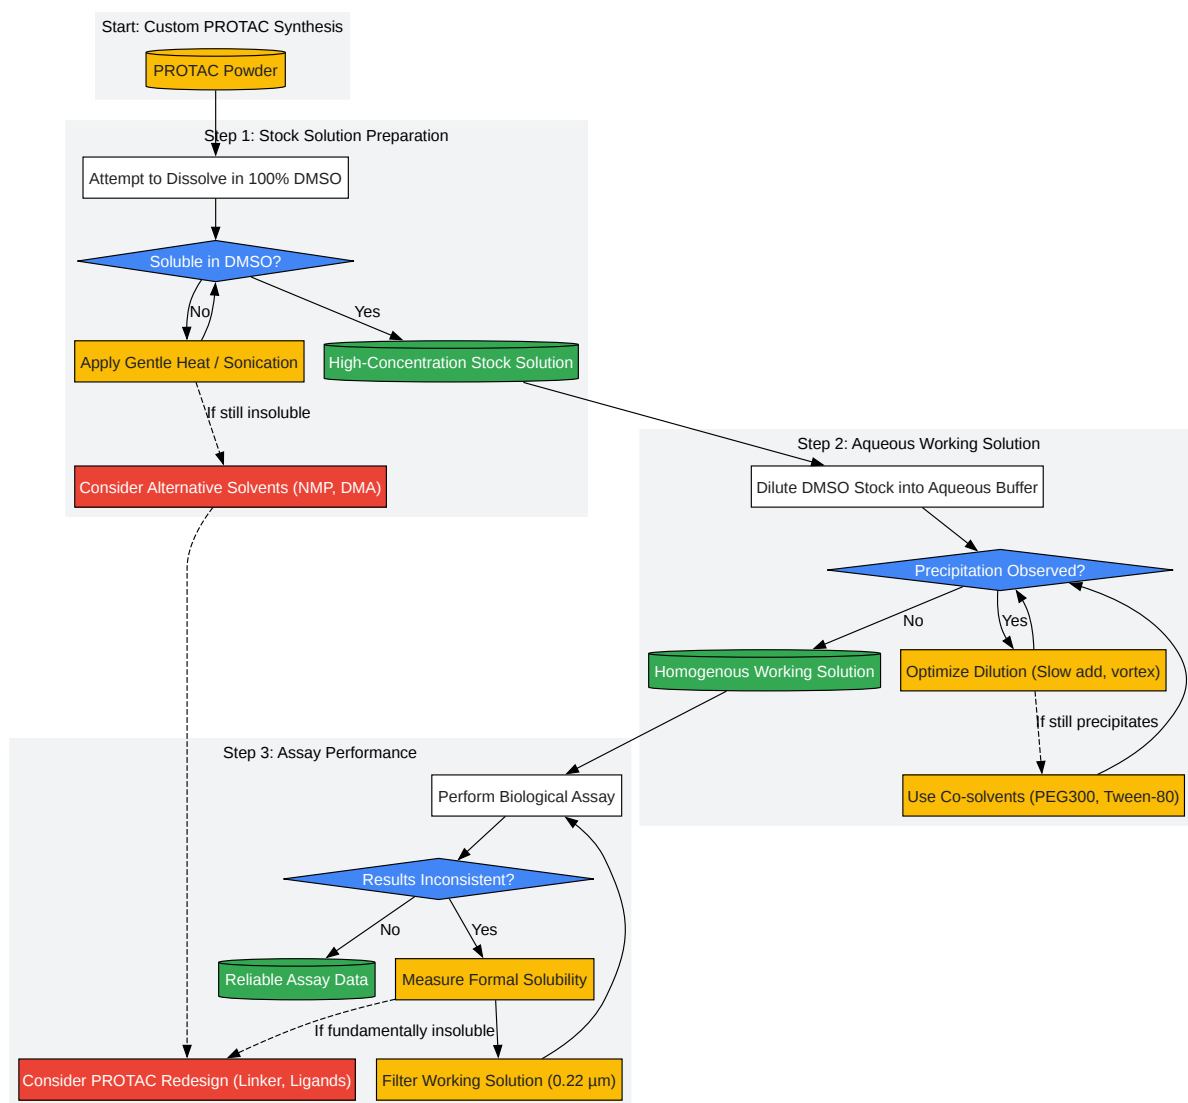 Start: Custom PROTAC Synthesis
PROTAC Powder
Step 1: Stock Solution Preparation
Attempt to Dissolve in 100% DMSO
Soluble in DMSO?
No
Yes
Apply Gentle Heat / Sonication
High-Concentration Stock Solution
If still insoluble
Consider Alternative Solvents (NMP, DMA)
Step 2: Aqueous Working Solution
Dilute DMSO Stock into Aqueous Buffer
Precipitation Observed?
No
Yes
Homogenous Working Solution
Optimize Dilution (Slow add, vortex)
If still precipitates
Use Co-solvents (PEG300, Tween-80)
Step 3: Assay Performance
Perform Biological Assay
Results Inconsistent?
No
Yes
Reliable Assay Data
Measure Formal Solubility
If fundamentally insoluble
Consider PROTAC Redesign (Linker, Ligands)
Filter Working Solution (0.22 µm)